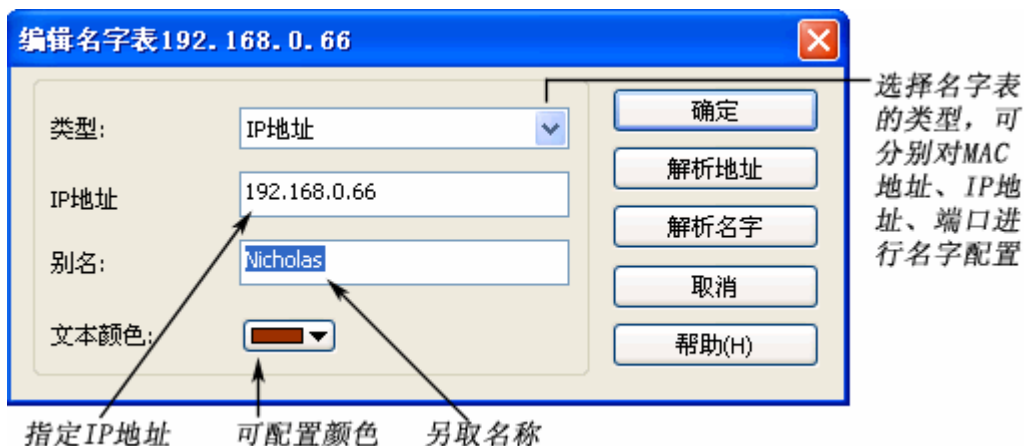 编辑名字表192.168.0.66
类型:
IP地址
IP地址
192.168.0.66
别名:
Nicholas
文本颜色:
确定
解析地址
解析名字
取消
帮助(H)
选择名字表
的类型，可
分别对MAC
地址、IP地
址、端口进
行名字配置
指定IP地址
可配置颜色
另取名称